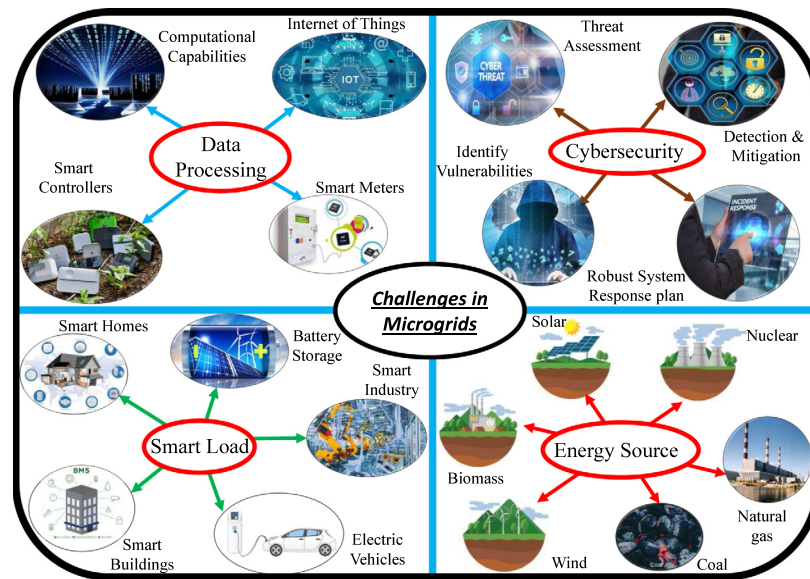 Computational
Capabilities
Internet of Things
IOT
Data
Processing
Smart
Controllers
Smart Meters
Threat
Assessment
CYBER
THREAT
Cybersecurity
Identify
Vulnerabilities
Detection &
Mitigation
INCIDENT
RESPONSE
Robust System
Response plan
Challenges in
Microgrids
Smart Homes
Battery
Storage
Smart
Industry
Smart Load
BMS
Smart
Buildings
Electric
Vehicles
Solar
Nuclear
Energy Source
Biomass
Natural
gas
Wind
Coal